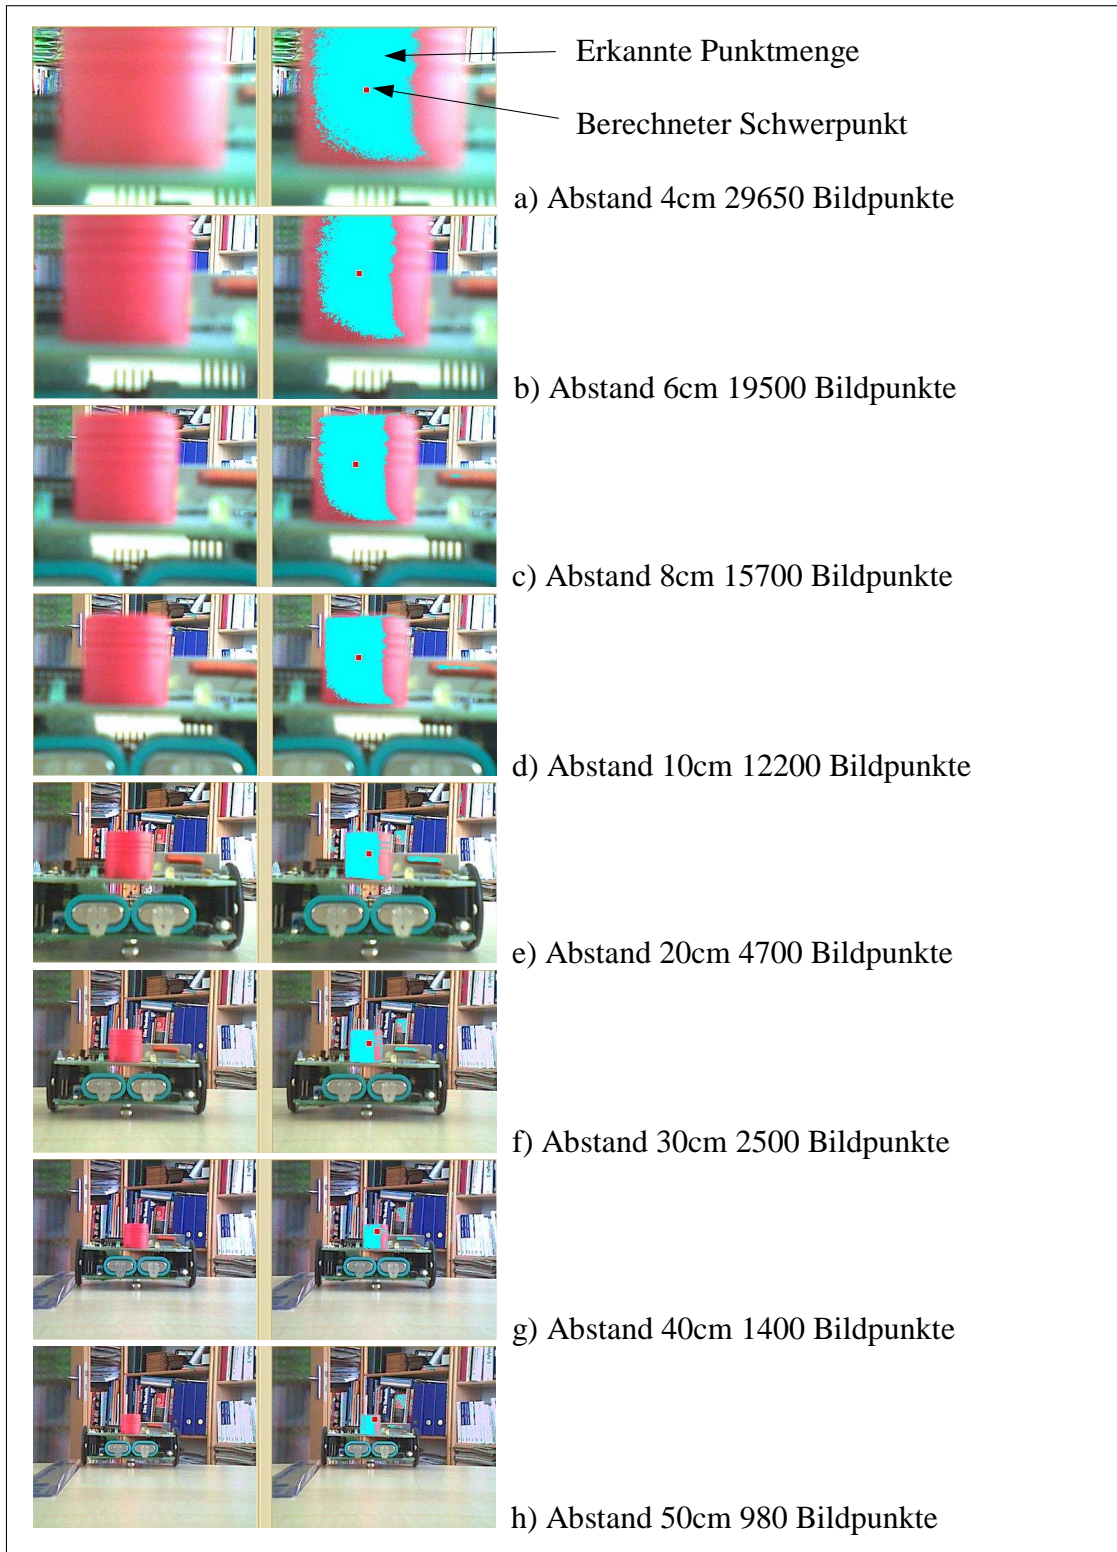 Erkannte Punktmenge
Berechneter Schwerpunkt
a) Abstand 4cm 29650 Bildpunkte
b) Abstand 6cm 19500 Bildpunkte
c) Abstand 8cm 15700 Bildpunkte
d) Abstand 10cm 12200 Bildpunkte
e) Abstand 20cm 4700 Bildpunkte
f) Abstand 30cm 2500 Bildpunkte
g) Abstand 40cm 1400 Bildpunkte
h) Abstand 50cm 980 Bildpunkte